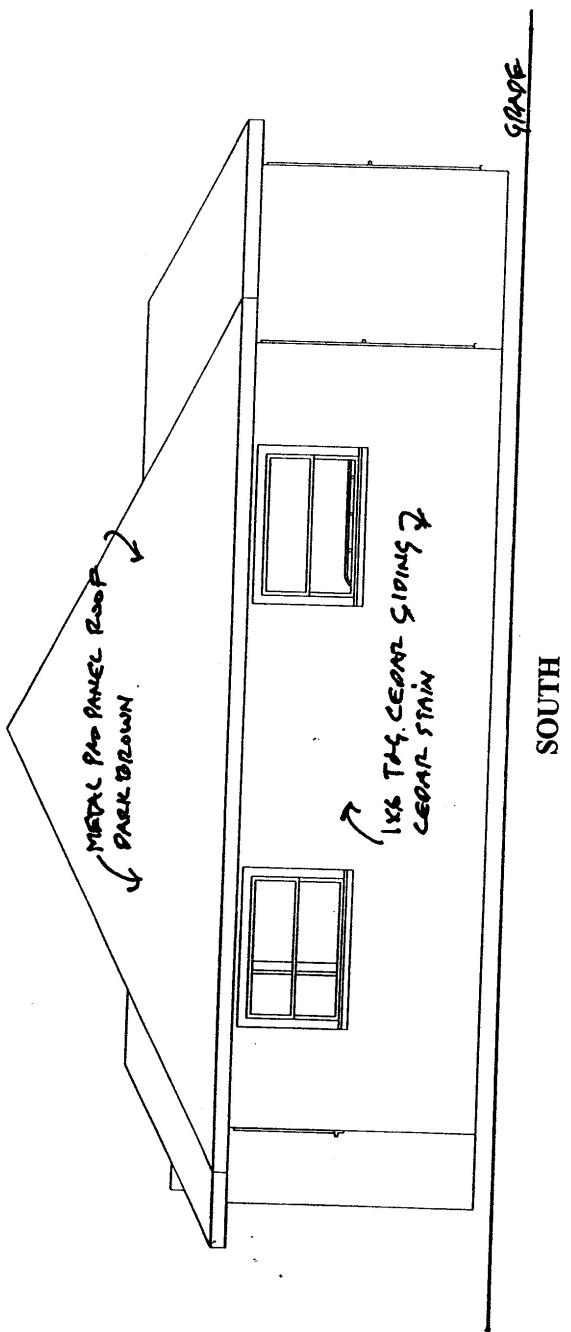 METAL PRO PANEL ROOF
DARK BROWN
1X6 T&G. CEDAR SIDING
CEDAR STAIN
GRADE
SOUTH